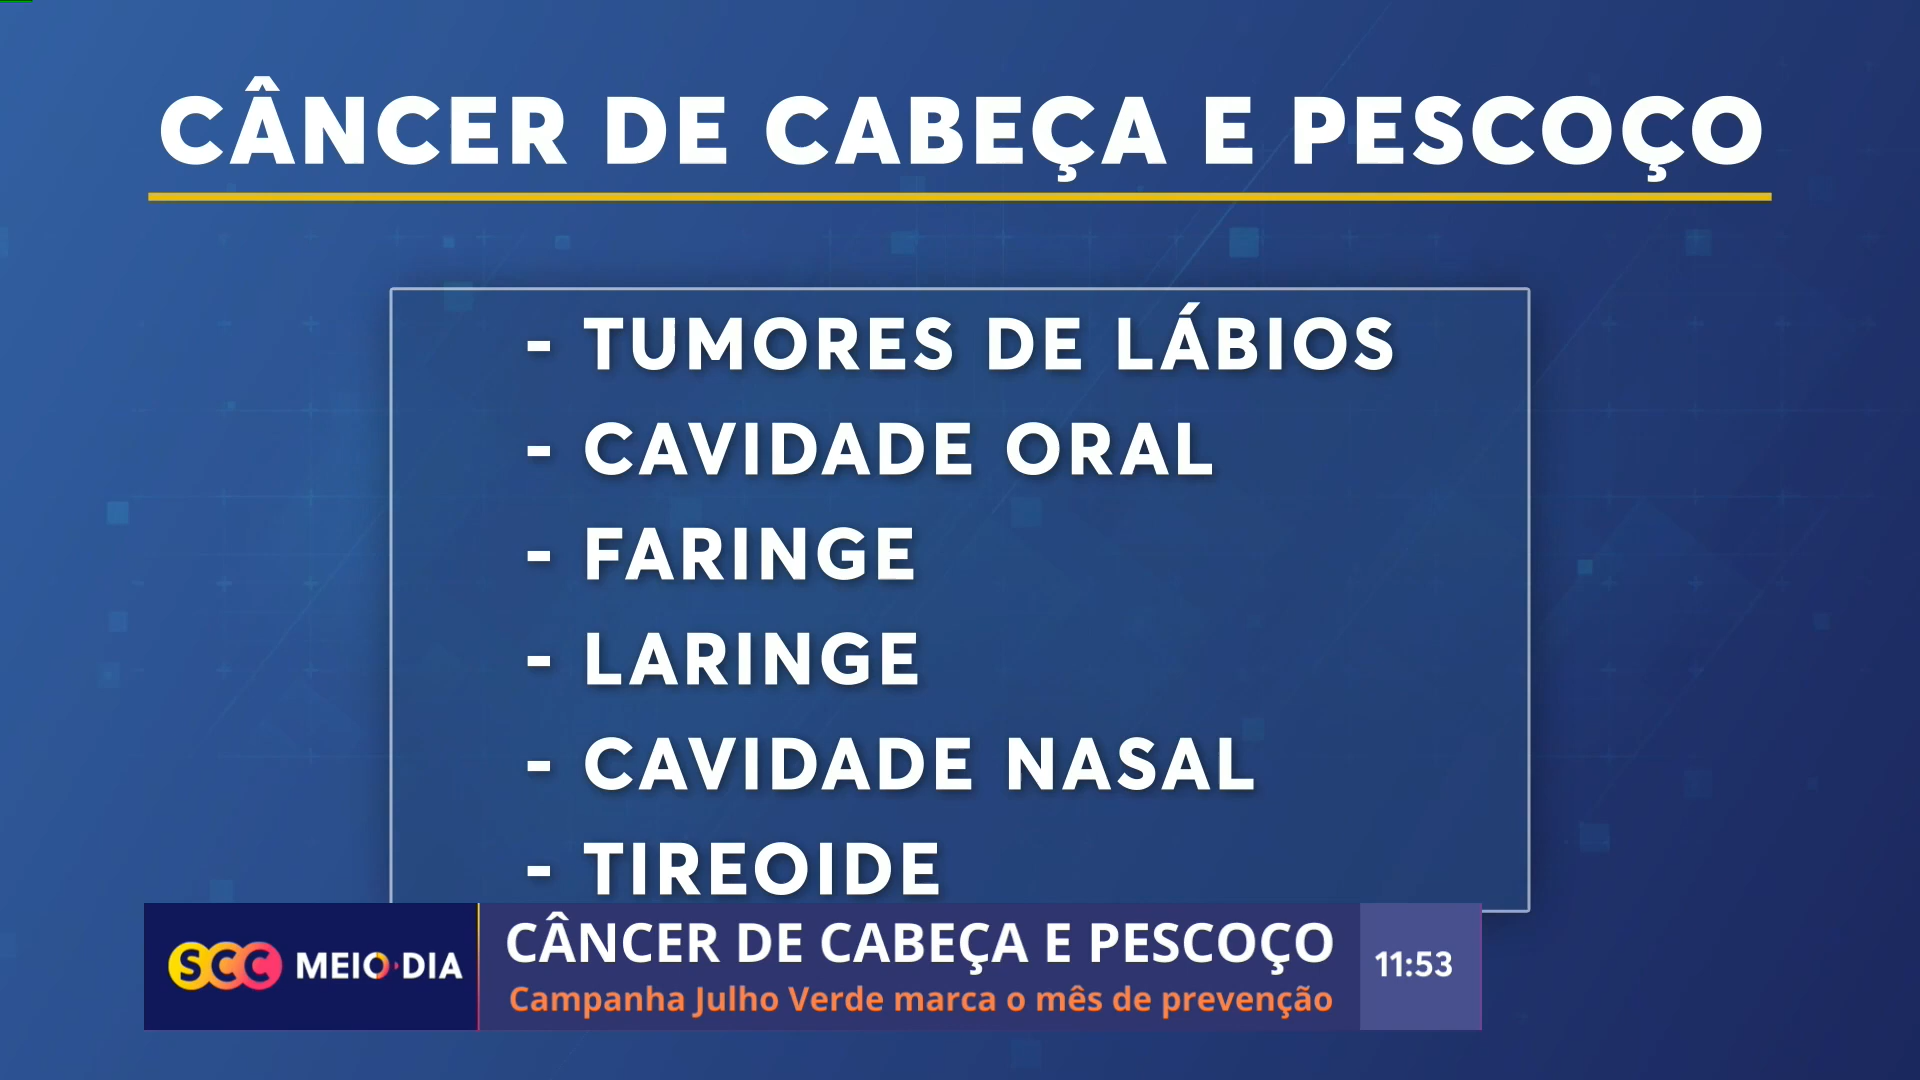 CÂNCER DE CABEÇA E PESCOÇO
- TUMORES DE LÁBIOS
- CAVIDADE ORAL
- FARINGE
- LARINGE
- CAVIDADE NASAL
- TIREOIDE
SCC MEIO-DIA
CÂNCER DE CABEÇA E PESCOÇO
Campanha Julho Verde marca o mês de prevenção
11:53